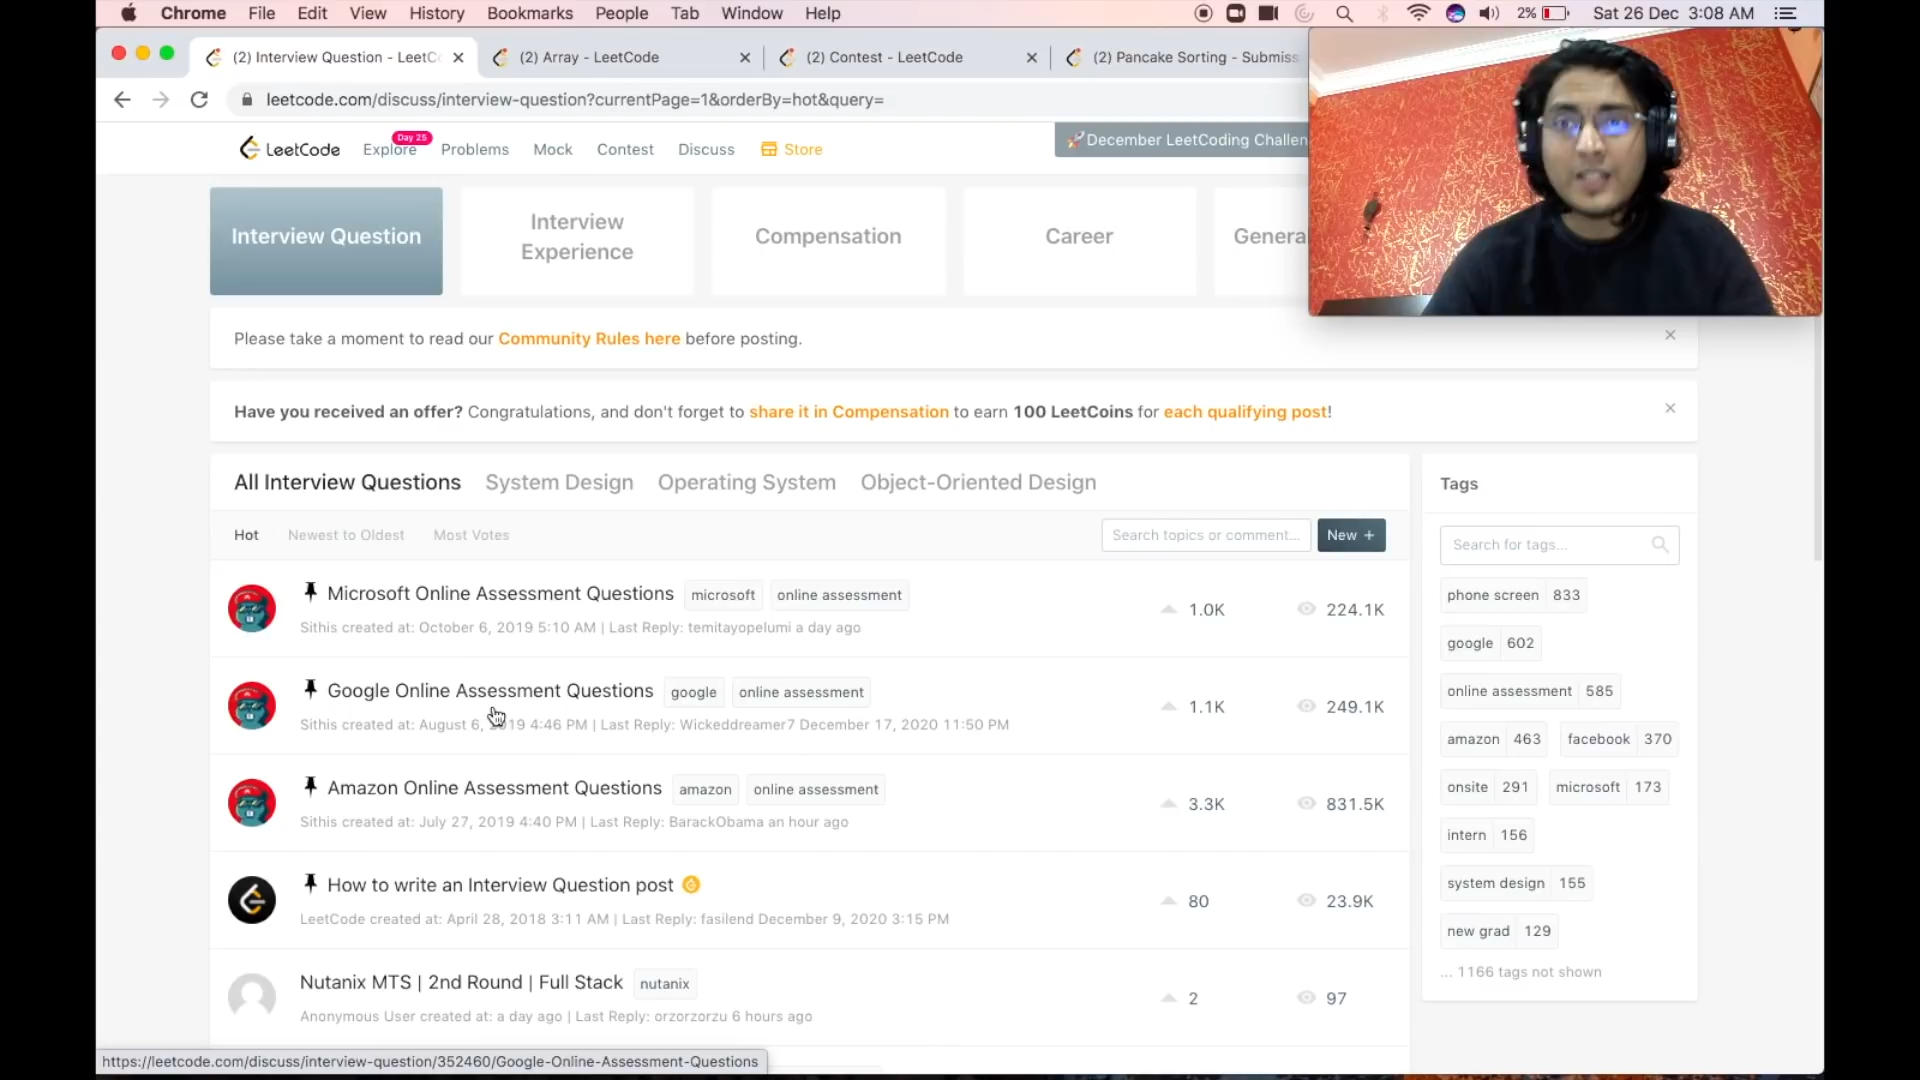 Chrome File Edit View History Bookmarks People Tab Window Help 2% Sat 26 Dec 3:08 AM
(2) Interview Question - LeetC
(2) Array - LeetCode
(2) Contest - LeetCode
(2) Pancake Sorting - Submiss
leetcode.com/discuss/interview-question?currentPage=1&orderBy=hot&query=
LeetCode Explore Day 25 Problems Mock Contest Discuss Store
December LeetCoding Challen
Interview Question
Interview
Experience
Compensation
Career
Genera
Please take a moment to read our Community Rules here before posting.
Have you received an offer? Congratulations, and don't forget to share it in Compensation to earn 100 LeetCoins for each qualifying post!
All Interview Questions System Design Operating System Object-Oriented Design
Hot Newest to Oldest Most Votes Search topics or comment... New +
Microsoft Online Assessment Questions microsoft online assessment 1.0K 224.1K
Sithis created at: October 6, 2019 5:10 AM | Last Reply: temitayopelumi a day ago
Google Online Assessment Questions google online assessment 1.1K 249.1K
Sithis created at: August 6, 2019 4:46 PM | Last Reply: Wickeddreamer7 December 17, 2020 11:50 PM
Amazon Online Assessment Questions amazon online assessment 3.3K 831.5K
Sithis created at: July 27, 2019 4:40 PM | Last Reply: BarackObama an hour ago
How to write an Interview Question post 80 23.9K
LeetCode created at: April 28, 2018 3:11 AM | Last Reply: fasilend December 9, 2020 3:15 PM
Nutanix MTS | 2nd Round | Full Stack nutanix 2 97
Anonymous User created at: a day ago | Last Reply: orzorzorzu 6 hours ago
Tags
Search for tags...
phone screen 833
google 602
online assessment 585
amazon 463 facebook 370
onsite 291 microsoft 173
intern 156
system design 155
new grad 129
... 1166 tags not shown
https://leetcode.com/discuss/interview-question/352460/Google-Online-Assessment-Questions